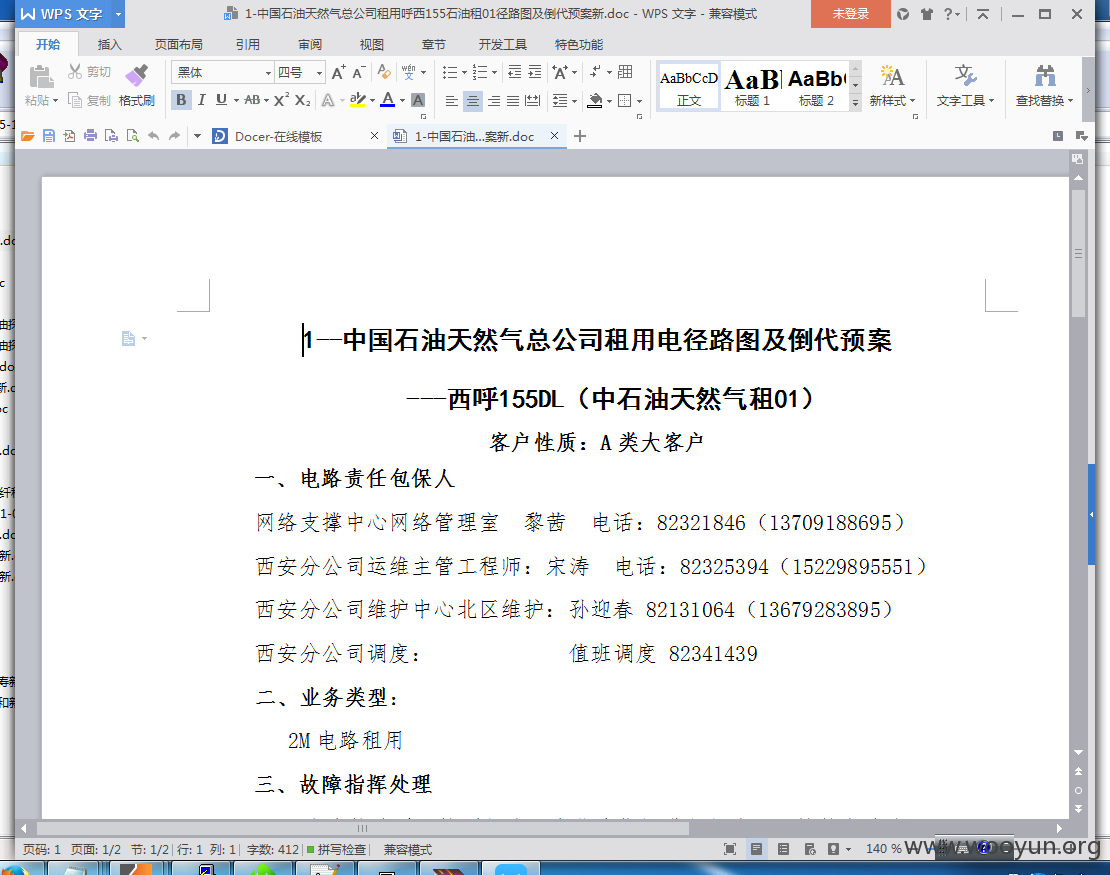 WPS 文字
1-中国石油天然气总公司租用呼西155石油租01径路图及倒代预案新.doc - WPS 文字 - 兼容模式
未登录
开始 插入 页面布局 引用 审阅 视图 章节 开发工具 特色功能
粘贴 剪切 复制 格式刷
黑体 四号
AaBbCcD 正文
AaBl 标题 1
AaBb 标题 2
新样式 文字工具 查找替换
Docer-在线模板
1-中国石油...案新.doc
1--中国石油天然气总公司租用电径路图及倒代预案
---西呼155DL（中石油天然气租01）
客户性质：A 类大客户
一、电路责任包保人
网络支撑中心网络管理室 黎茜 电话：82321846（13709188695）
西安分公司运维主管工程师：宋涛 电话：82325394（15229895551）
西安分公司维护中心北区维护：孙迎春 82131064（13679283895）
西安分公司调度： 值班调度 82341439
二、业务类型：
2M 电路租用
三、故障指挥处理
页码: 1 页面: 1/2 节: 1/2 行: 1 列: 1 字数: 412 拼写检查 兼容模式
140 %
www.wooyun.org